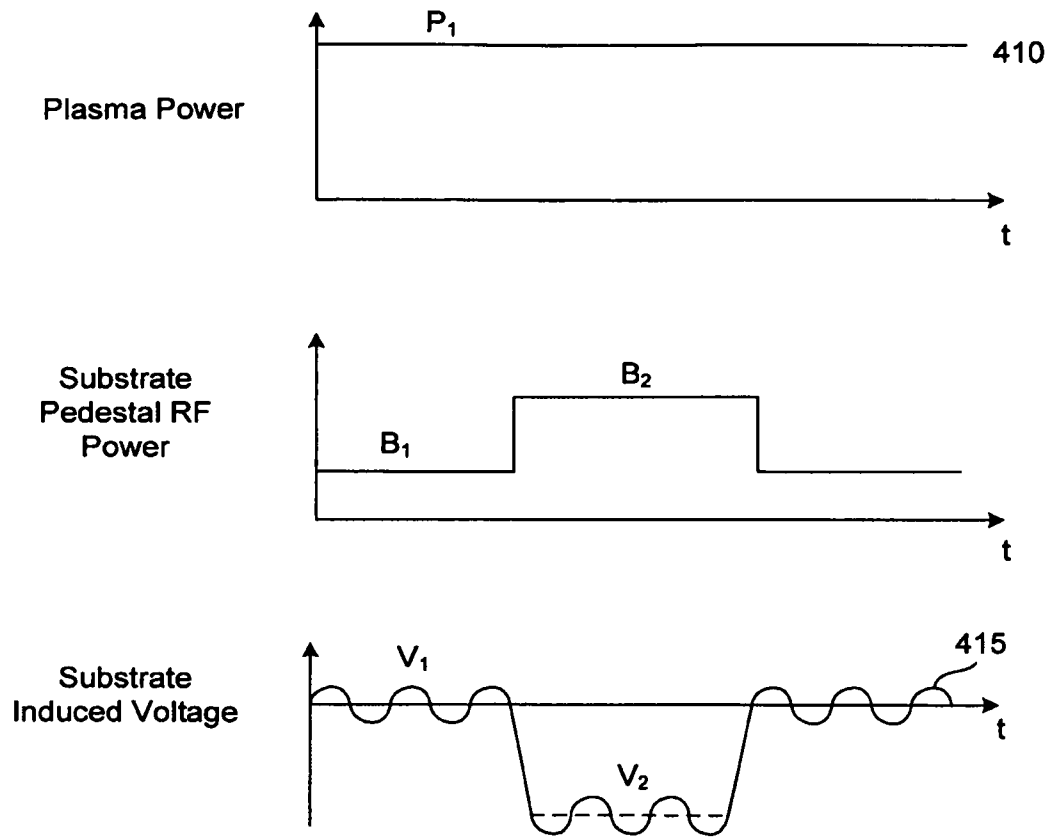 P₁
410
Plasma Power
t
Substrate
Pedestal RF
Power
B₂
B₁
t
415
V₁
Substrate
Induced Voltage
t
V₂